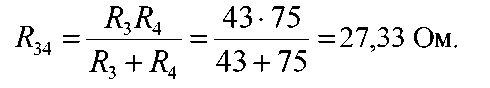 R₃₄ = R₃R₄ / (R₃ + R₄) = 43 · 75 / (43 + 75) = 27,33 Ом.